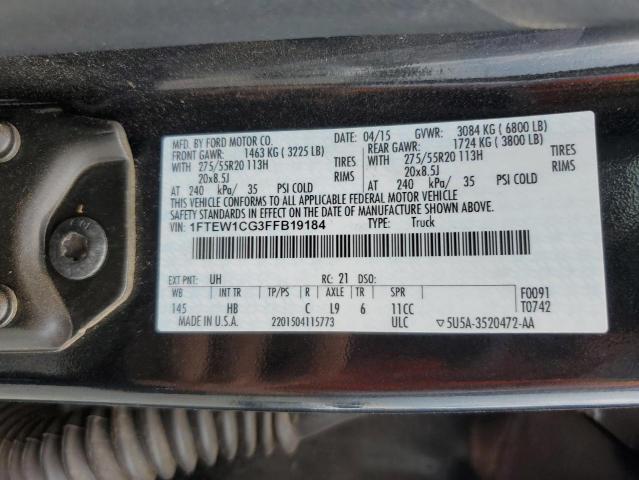 MFD. BY FORD MOTOR CO. DATE: 04/15 GVWR: 3084 KG ( 6800 LB)
FRONT GAWR: 1463 KG ( 3225 LB) REAR GAWR: 1724 KG ( 3800 LB)
WITH 275/55R20 113H TIRES WITH 275/55R20 113H TIRES
20x8.5J RIMS 20x8.5J RIMS
AT 240 kPa/ 35 PSI COLD AT 240 kPa/ 35 PSI COLD
THIS VEHICLE CONFORMS TO ALL APPLICABLE FEDERAL MOTOR VEHICLE
SAFETY STANDARDS IN EFFECT ON THE DATE OF MANUFACTURE SHOWN ABOVE.
VIN: 1FTEW1CG3FFB19184 TYPE: Truck
EXT PNT: UH RC: 21 DSO:
WB INT TR TP/PS R AXLE TR SPR F0091
145 HB C L9 6 11CC T0742
MADE IN U.S.A. 2201504115773 ULC ▽5U5A-3520472-AA